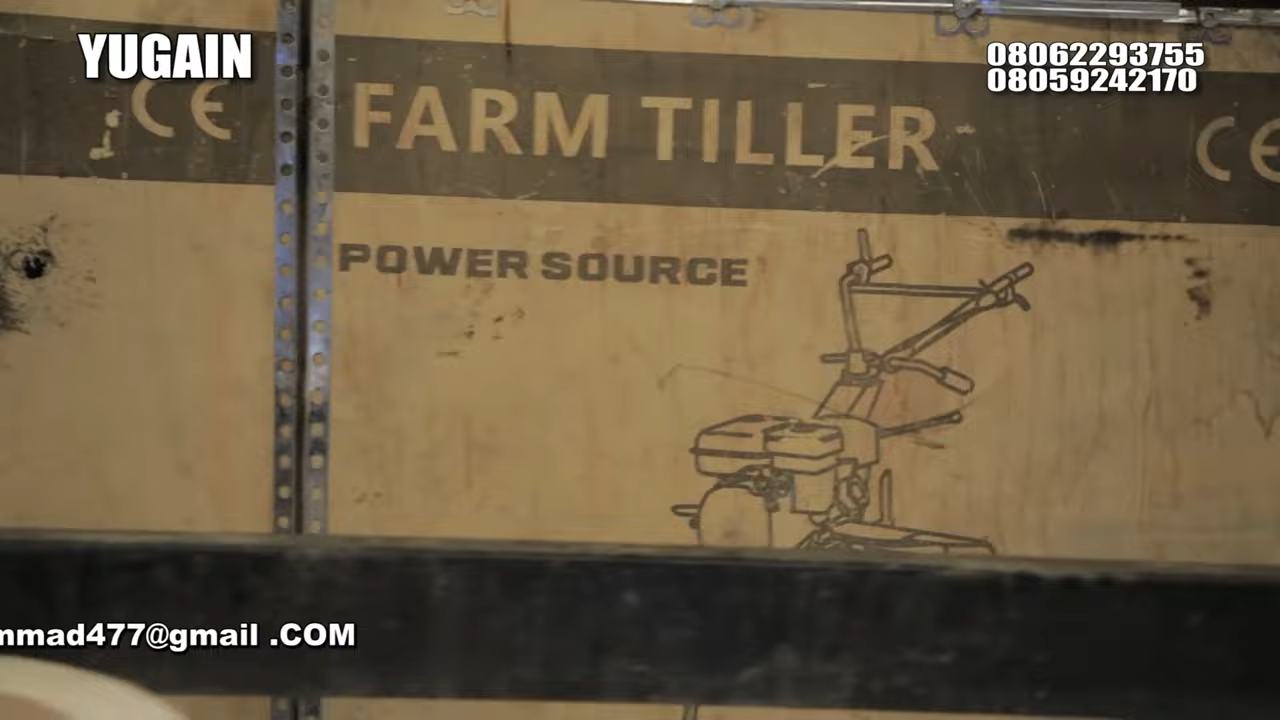 YUGAIN
08062293755
08059242170
CE
FARM TILLER
CE
POWER SOURCE
mmad477@gmail .COM